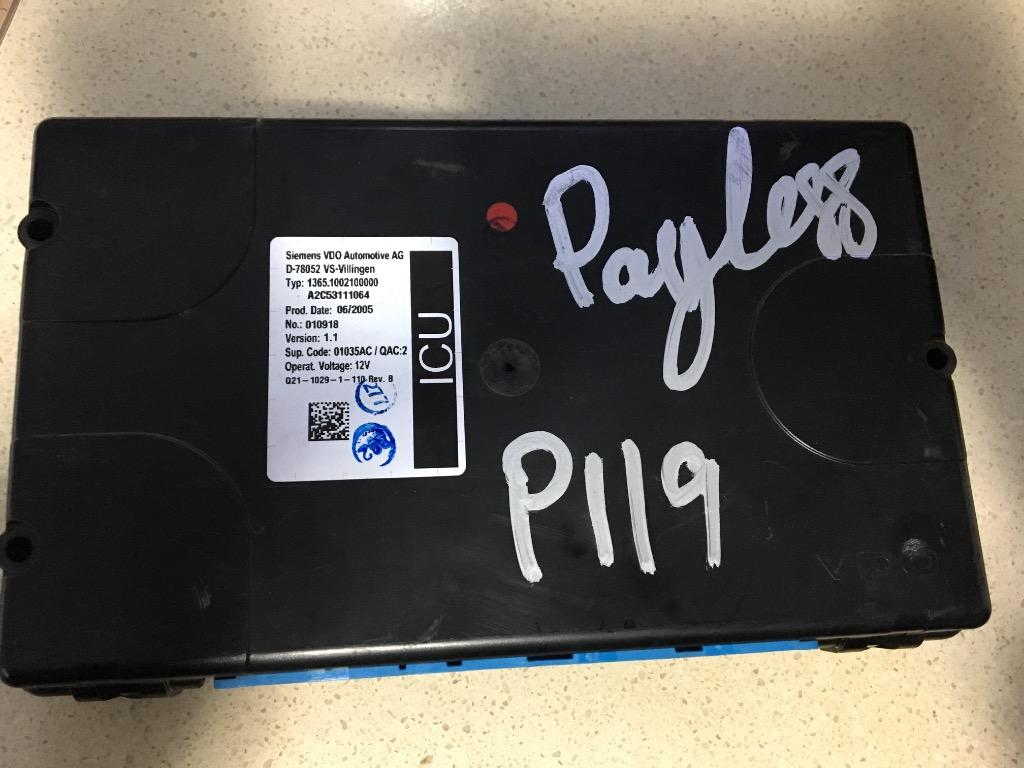 Siemens VDO Automotive AG
D-78052 VS-Villingen
Typ: 1365.1002100000
A2C53111064
Prod. Date: 06/2005
No.: 010918
Version: 1.1
Sup. Code: 01035AC / QAC:2
Operat. Voltage: 12V
Q21-1029-1-110 Rev. B
ICU
Payless
P119
VDO